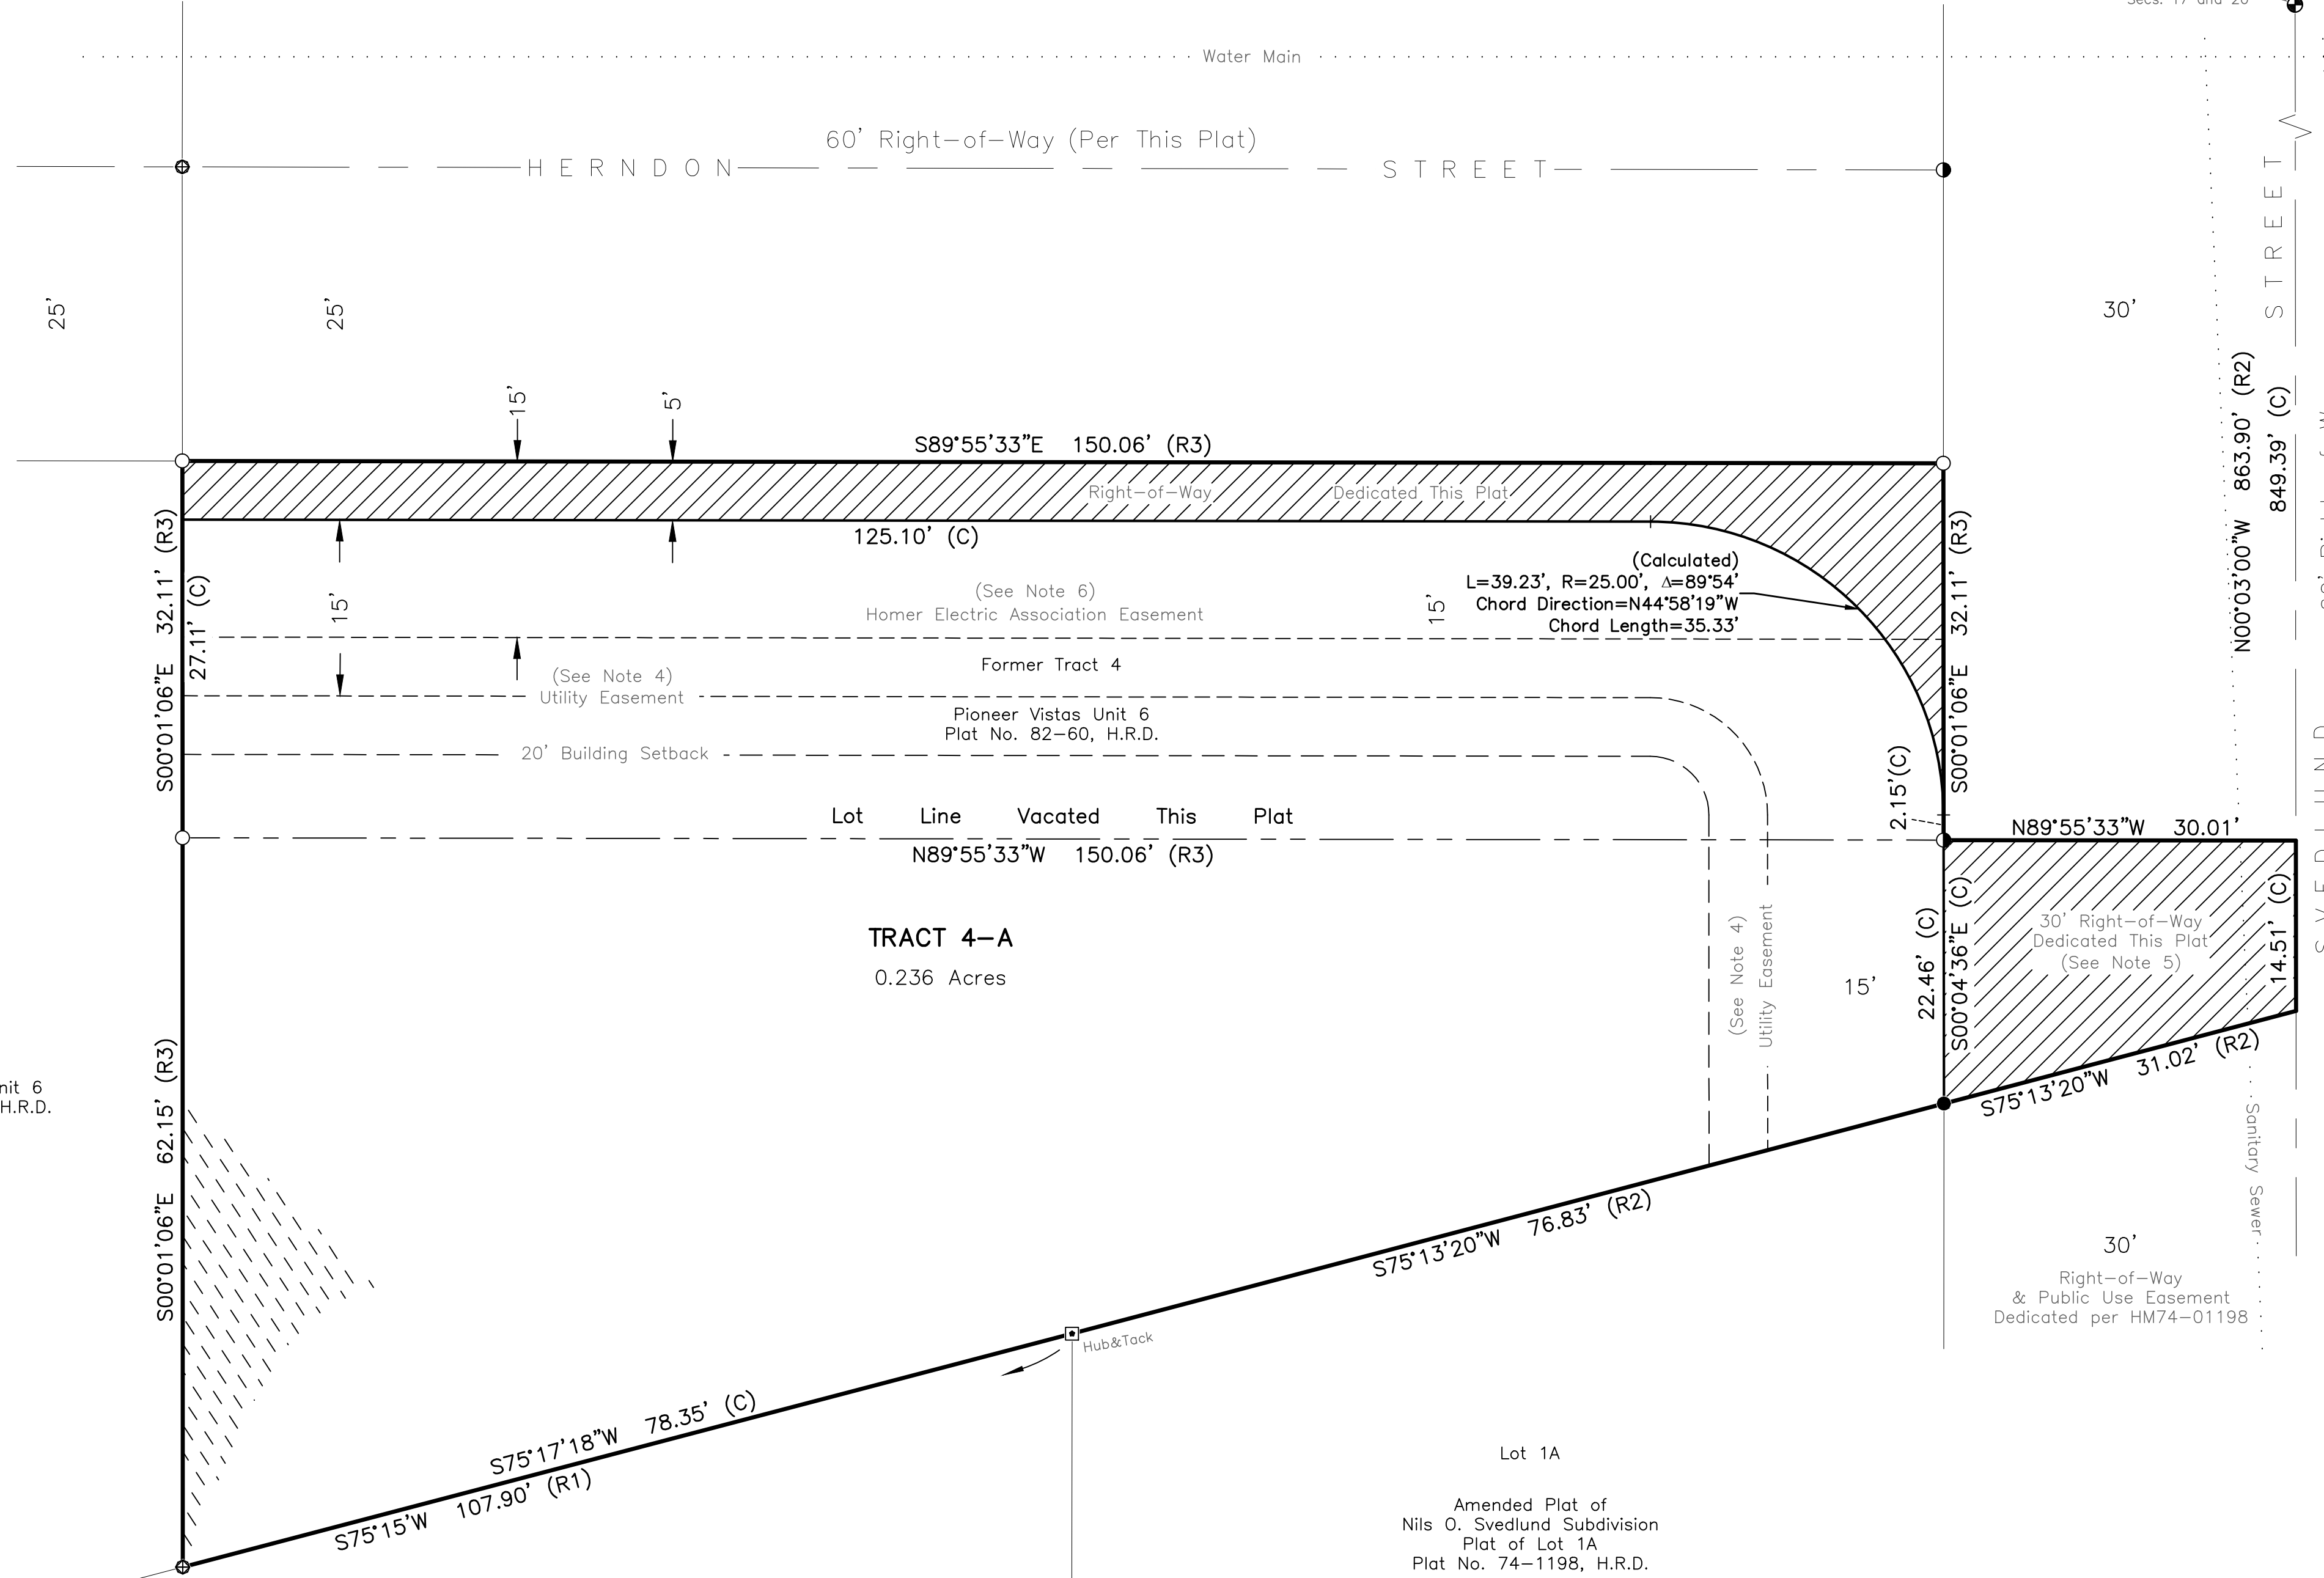 Secs. 17 and 20
Water Main
60' Right-of-Way (Per This Plat)
HERNDON STREET
25'
25'
30'
15'
5'
S89°55'33"E 150.06' (R3)
Right-of-Way Dedicated This Plat
125.10' (C)
(See Note 6)
Homer Electric Association Easement
15'
15'
(Calculated)
L=39.23', R=25.00', Δ=89°54'
Chord Direction=N44°58'19"W
Chord Length=35.33'
Former Tract 4
(See Note 4)
Utility Easement
Pioneer Vistas Unit 6
Plat No. 82-60, H.R.D.
20' Building Setback
Lot Line Vacated This Plat
N89°55'33"W 150.06' (R3)
S00°01'06"E 32.11' (R3)
27.11' (C)
S00°01'06"E 32.11' (R3)
2.15'(C)
N00°03'00"W 863.90' (R2)
849.39' (C)
SVEDLUND STREET
N89°55'33"W 30.01'
TRACT 4-A
0.236 Acres
(See Note 4)
Utility Easement
15'
22.46' (C)
S00°04'36"E (C)
30' Right-of-Way
Dedicated This Plat
(See Note 5)
14.51' (C)
S75°13'20"W 31.02' (R2)
Sanitary Sewer
nit 6
H.R.D.
S00°01'06"E 62.15' (R3)
S75°13'20"W 76.83' (R2)
30'
Right-of-Way
& Public Use Easement
Dedicated per HM74-01198
Hub&Tack
S75°17'18"W 78.35' (C)
S75°15'W 107.90' (R1)
Lot 1A
Amended Plat of
Nils O. Svedlund Subdivision
Plat of Lot 1A
Plat No. 74-1198, H.R.D.